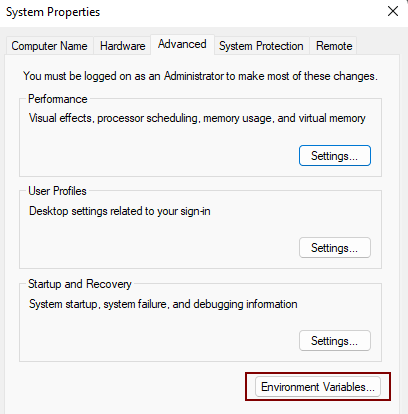 System Properties
Computer Name Hardware Advanced System Protection Remote
You must be logged on as an Administrator to make most of these changes.
Performance
Visual effects, processor scheduling, memory usage, and virtual memory
Settings...
User Profiles
Desktop settings related to your sign-in
Settings...
Startup and Recovery
System startup, system failure, and debugging information
Settings...
Environment Variables...